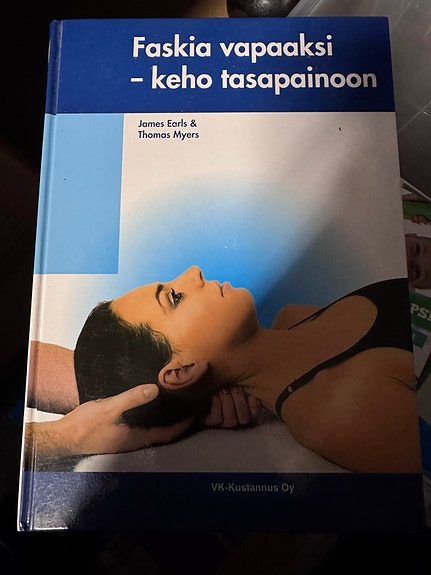 Faskia vapaaksi
– keho tasapainoon
James Earls &
Thomas Myers
VK-Kustannus Oy